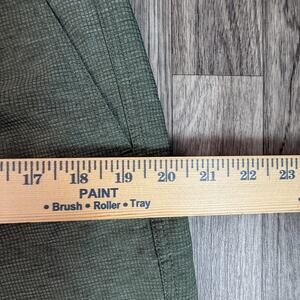 17 18 19 20 21 22 23
PAINT
• Brush • Roller • Tray